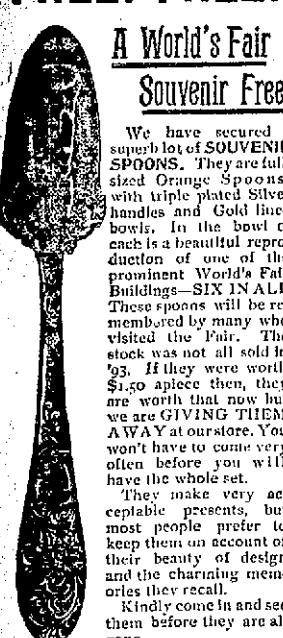 A World's Fair
Souvenir Free
We have secured
superb lot of SOUVENIR
SPOONS. They are full
sized Orange Spoons
with triple plated Silver
handles and Gold line
bowls. In the bowl o
each is a beautiful repro
duction of one of the
prominent World's Fai
Buildings—SIX IN ALL
These spoons will be re
membered by many who
visited the Fair. The
stock was not all sold in
'93. If they were worth
$1.50 apiece then, they
are worth that now bu
we are GIVING THEM
AWAY at our store. You
won't have to come very
often before you will
have the whole set.
They make very ac
ceptable presents, but
most people prefer to
keep them on account of
their beauty of design
and the charming mem
ories they recall.
Kindly come in and see
them before they are al